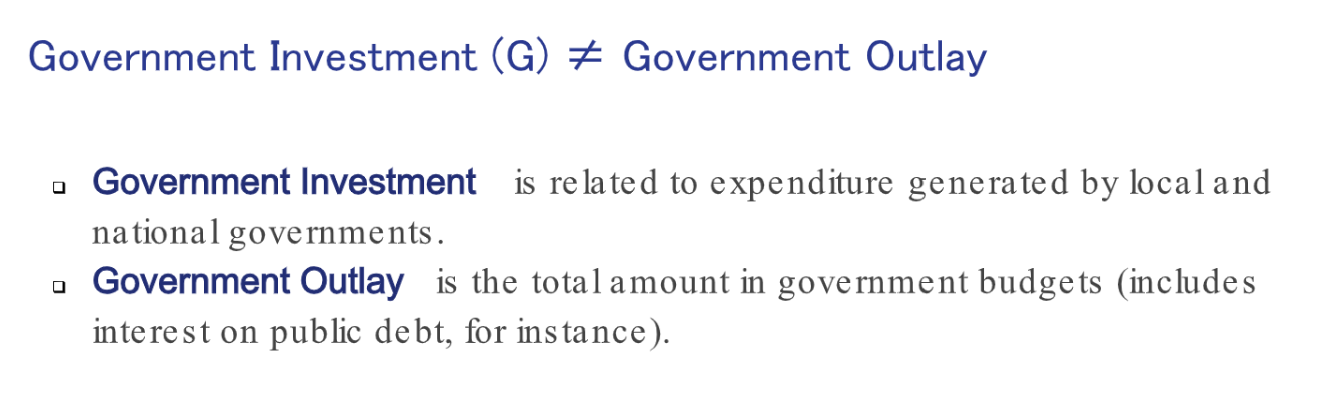 Government Investment (G) ≠ Government Outlay
Government Investment is related to expenditure generated by local and
national governments.
Government Outlay is the total amount in government budgets (includes
interest on public debt, for instance).